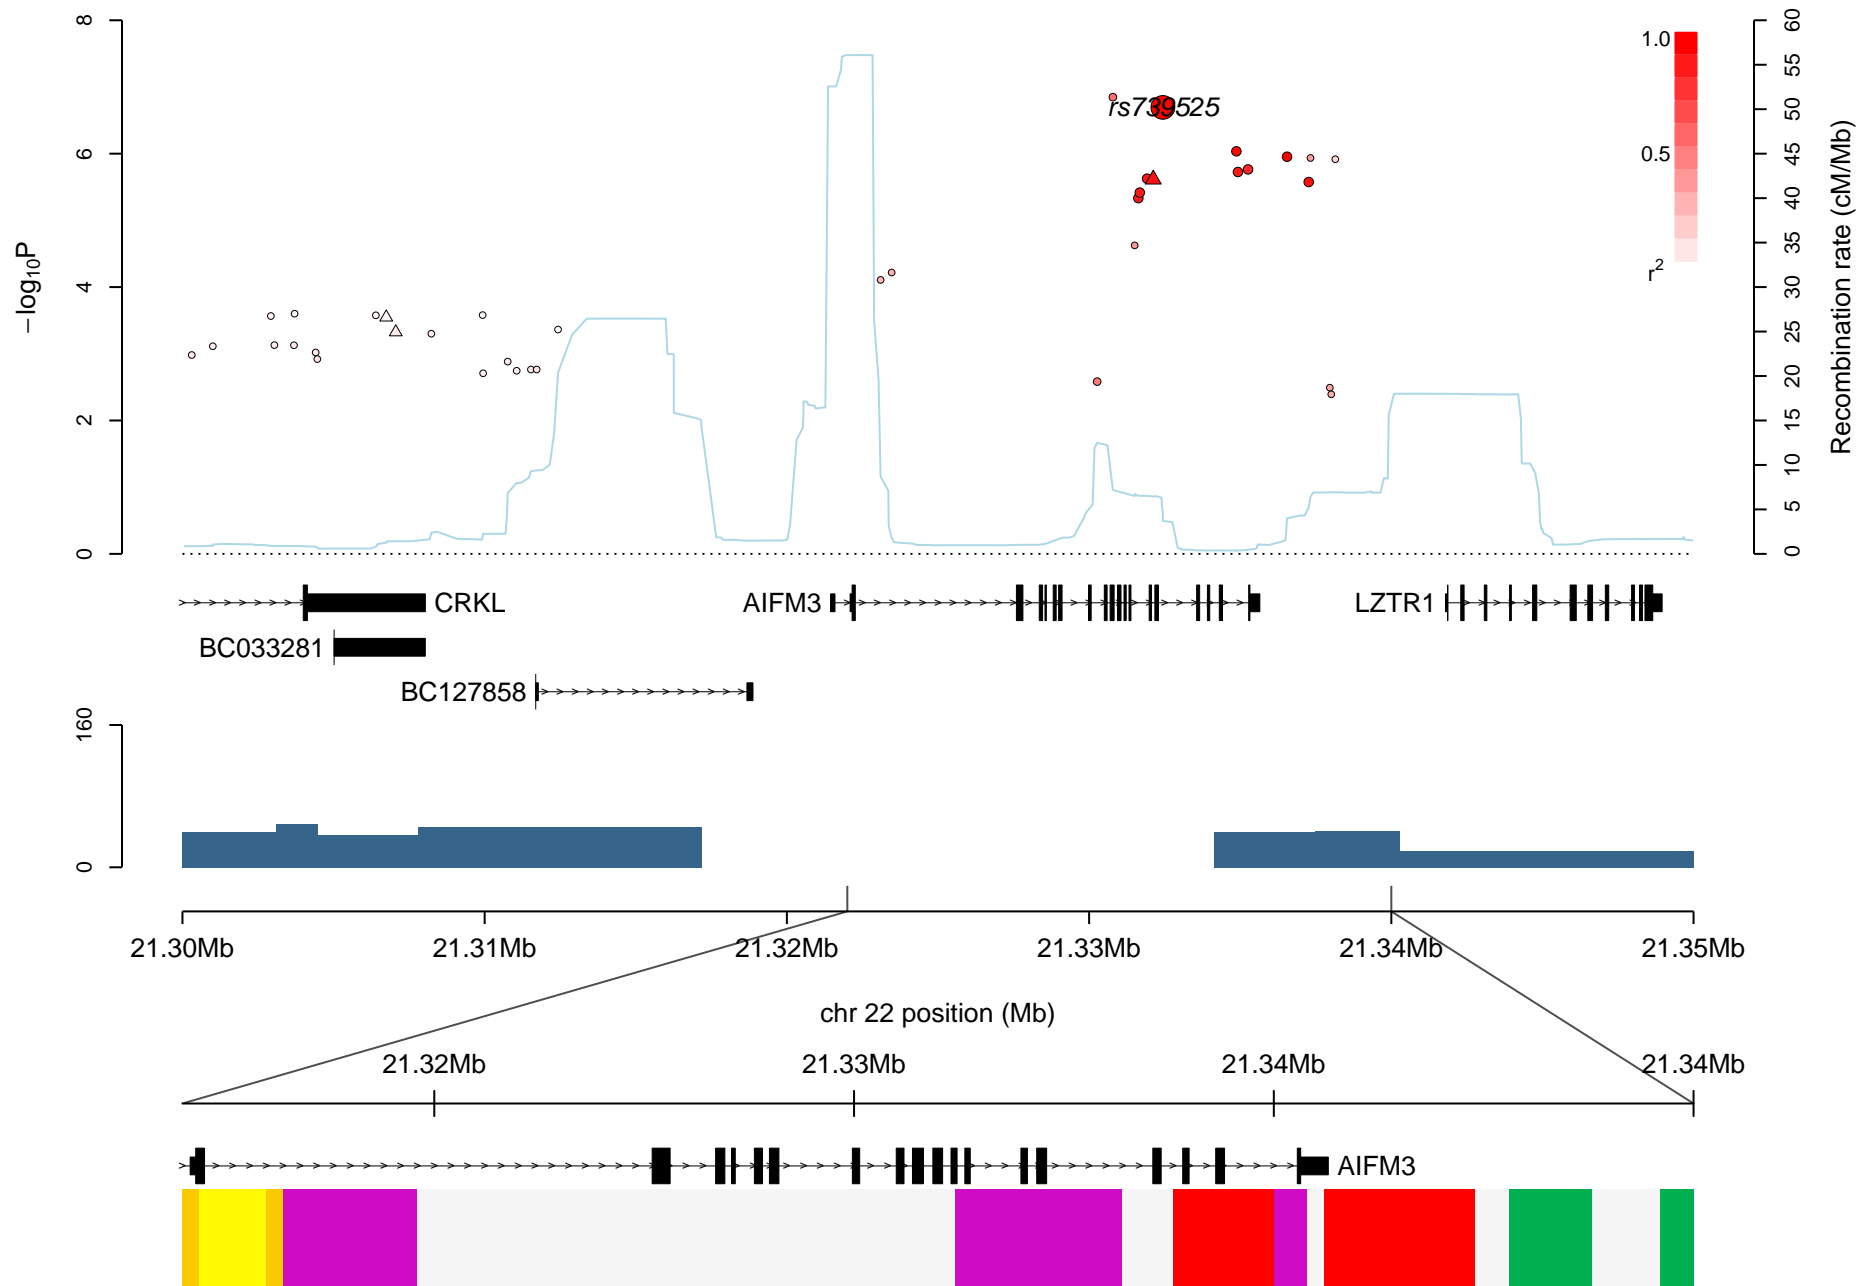 8
6
4
2
0
−log10P
60
55
50
45
40
35
30
25
20
15
10
5
0
Recombination rate (cM/Mb)
1.0
0.5
r2
rs739525
CRKL
AIFM3
LZTR1
BC033281
BC127858
160
0
21.30Mb 21.31Mb 21.32Mb 21.33Mb 21.34Mb 21.35Mb
chr 22 position (Mb)
21.32Mb 21.33Mb 21.34Mb 21.34Mb
AIFM3